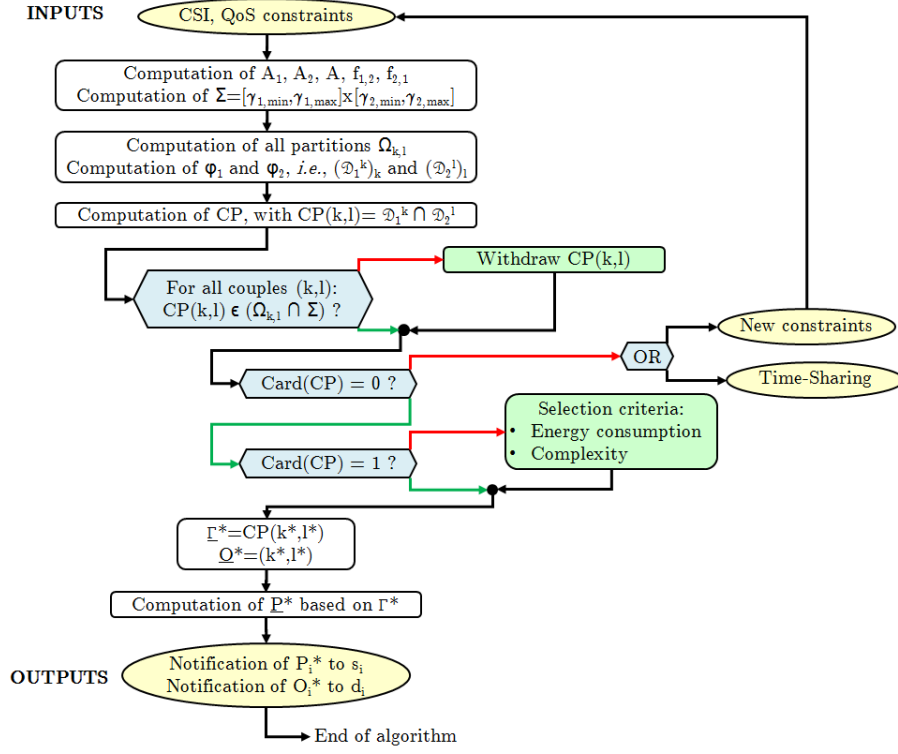 INPUTS
CSI, QoS constraints
Computation of A₁, A₂, A, f₁,₂, f₂,₁
Computation of Σ=[γ₁,min,γ₁,max]x[γ₂,min,γ₂,max]
Computation of all partitions Ωk,l
Computation of φ₁ and φ₂, i.e., (𝒟₁ᵏ)k and (𝒟₂ˡ)l
Computation of CP, with CP(k,l)= 𝒟₁ᵏ ⋂ 𝒟₂ˡ
For all couples (k,l):
CP(k,l) ϵ (Ωk,l ⋂ Σ) ?
Withdraw CP(k,l)
New constraints
OR
Time-Sharing
Card(CP) = 0 ?
Selection criteria:
• Energy consumption
• Complexity
Card(CP) = 1 ?
Γ*=CP(k*,l*)
O*=(k*,l*)
Computation of P* based on Γ*
OUTPUTS
Notification of Pᵢ* to sᵢ
Notification of Oᵢ* to dᵢ
End of algorithm